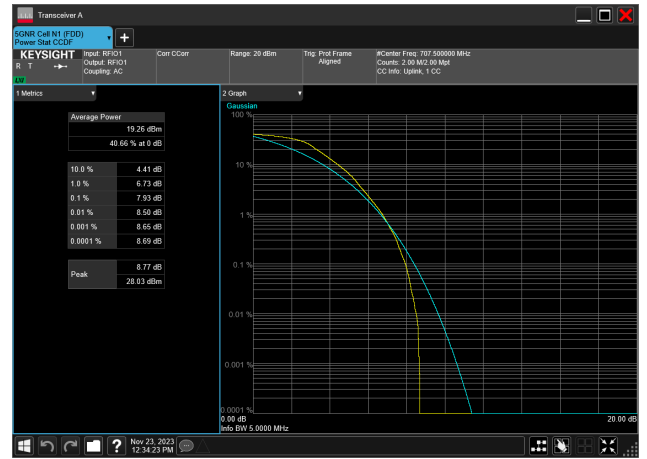 Transceiver A
5GNR Cell N1 (FDD)
Power Stat CCDF
KEYSIGHT
R T
LXI
Input: RFIO1
Output: RFIO1
Coupling: AC
Corr CCorr
Range: 20 dBm
Trig: Prot Frame
Aligned
#Center Freq: 707.500000 MHz
Counts: 2.00 M/2.00 Mpt
CC Info: Uplink, 1 CC
1 Metrics
Average Power
19.26 dBm
40.66 % at 0 dB
10.0 % 4.41 dB
1.0 % 6.73 dB
0.1 % 7.93 dB
0.01 % 8.50 dB
0.001 % 8.65 dB
0.0001 % 8.69 dB
Peak
8.77 dB
28.03 dBm
2 Graph
Gaussian
100 %
10 %
1 %
0.1 %
0.01 %
0.001 %
0.0001 %
0.00 dB 20.00 dB
Info BW 5.0000 MHz
Nov 23, 2023
12:34:23 PM